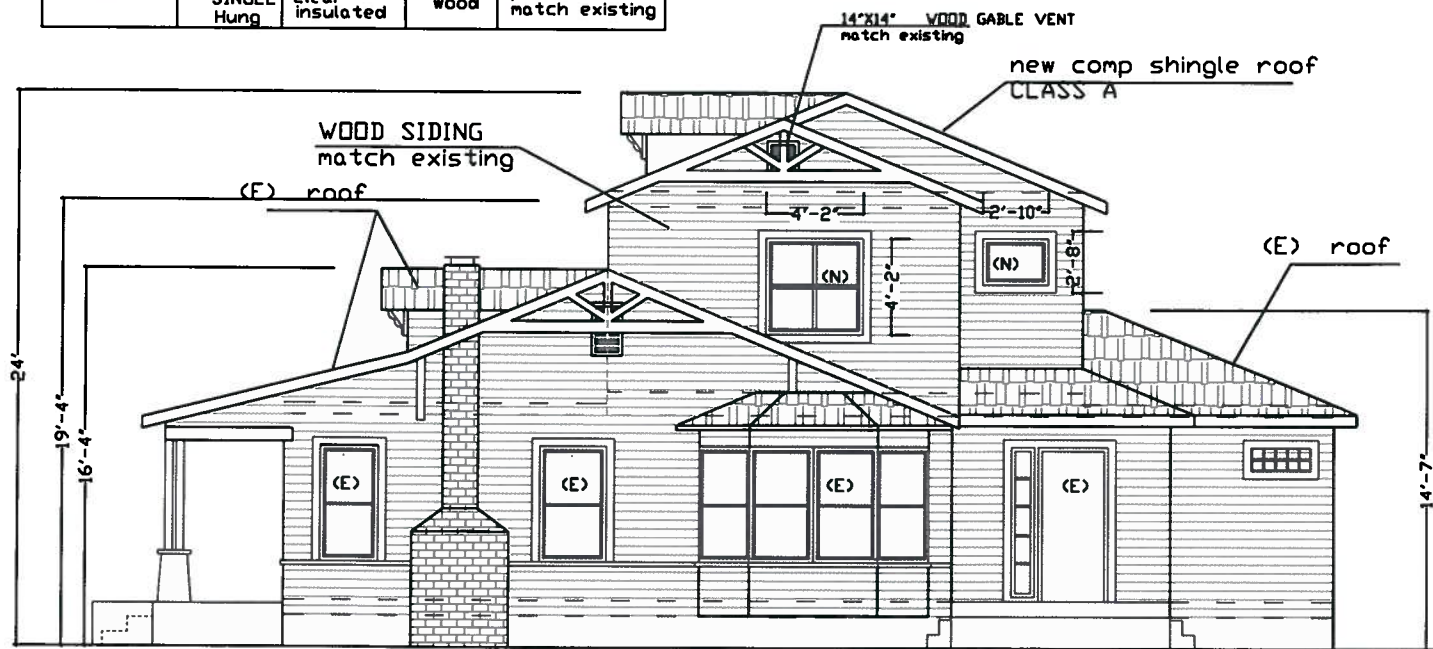 SINGLE
Hung
insulated
wood
match existing
14"X14" WOOD GABLE VENT
match existing
new comp shingle roof
CLASS A
WOOD SIDING
match existing
(E) roof
4'-2"
2'-10"
(N)
4'-2"
(N)
2'-8"
(E) roof
24'
19'-4"
16'-4"
14'-7"
(E)
(E)
(E)
(E)